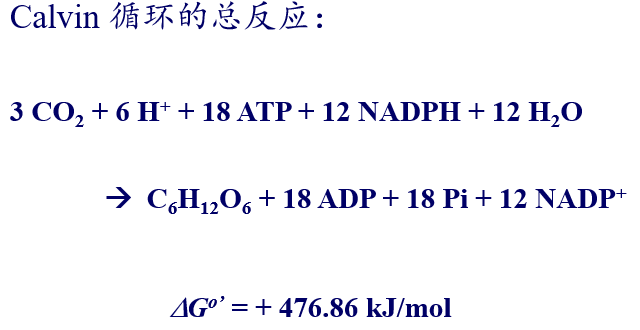 Calvin 循环的总反应：
3 CO₂ + 6 H⁺ + 18 ATP + 12 NADPH + 12 H₂O
→ C₆H₁₂O₆ + 18 ADP + 18 Pi + 12 NADP⁺
ΔG°’ = + 476.86 kJ/mol